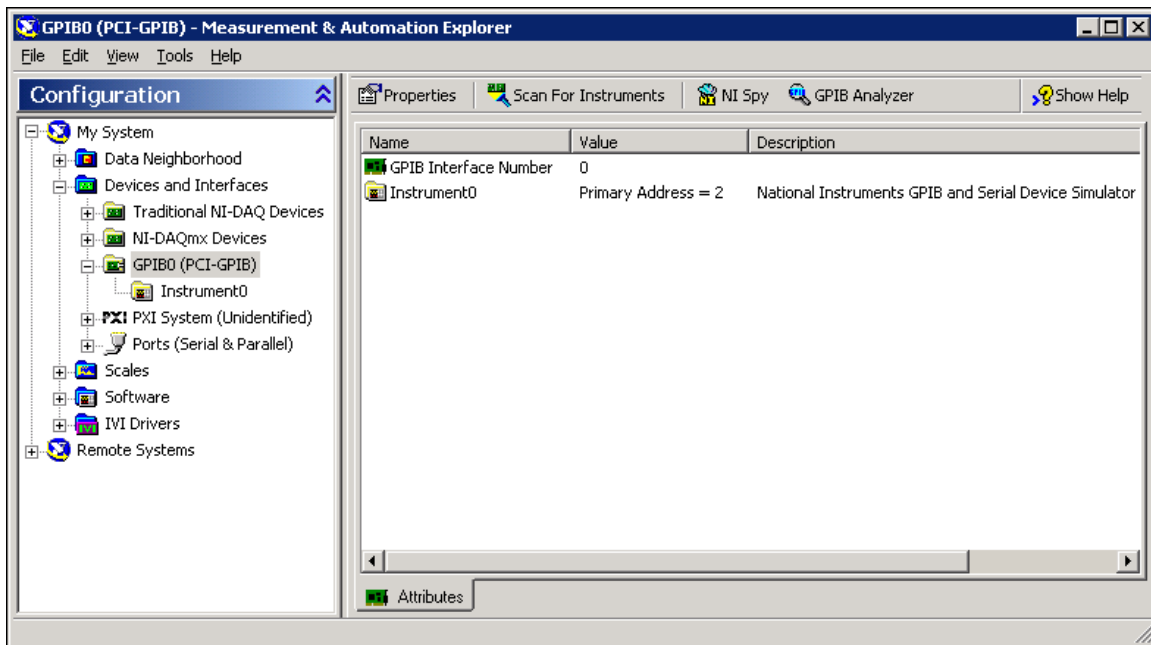 GPIB0 (PCI-GPIB) - Measurement & Automation Explorer
File Edit View Tools Help
Configuration
Properties Scan For Instruments NI Spy GPIB Analyzer Show Help
My System
Data Neighborhood
Devices and Interfaces
Traditional NI-DAQ Devices
NI-DAQmx Devices
GPIB0 (PCI-GPIB)
Instrument0
PXI PXI System (Unidentified)
Ports (Serial & Parallel)
Scales
Software
IVI IVI Drivers
Remote Systems
Name Value Description
GPIB Interface Number 0
Instrument0 Primary Address = 2 National Instruments GPIB and Serial Device Simulator
Attributes